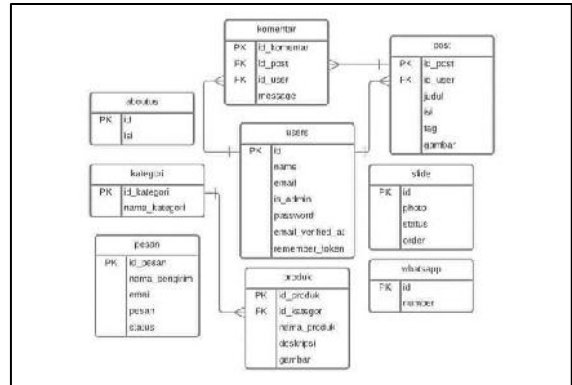 komentar
PK id_komentar
FK id_post
FK id_user
message
post
PK id_post
FK id_user
judul
isi
tag
gambar
aboutus
PK id
isi
users
PK id
name
email
is_admin
password
email_verified_at
remember_token
kategori
PK id_kategori
nama_kategori
slide
PK id
photo
status
order
pesan
PK id_pesan
nama_pengirim
email
pesan
status
produk
PK id_produk
FK id_kategor
nama_produk
deskripsi
gambar
whatsapp
PK id
number